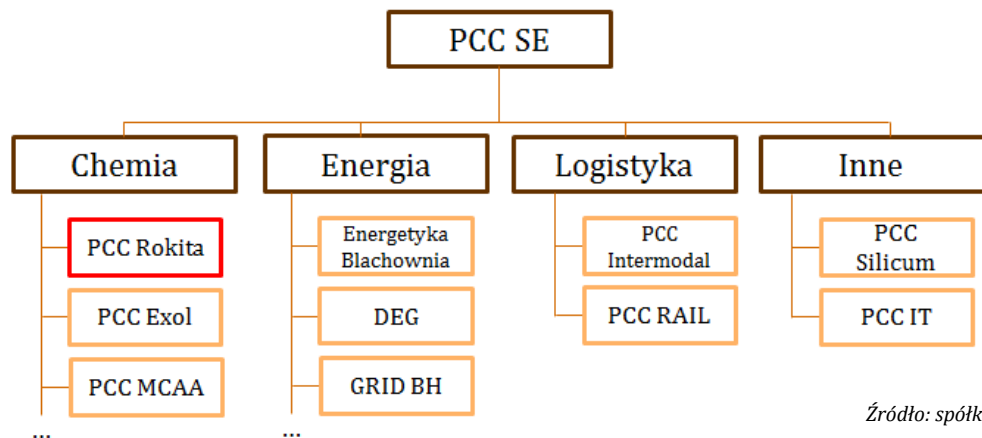 PCC SE
Chemia
Energia
Logistyka
Inne
PCC Rokita
PCC Exol
PCC MCAA
...
Energetyka
Blachownia
DEG
GRID BH
...
PCC
Intermodal
PCC RAIL
PCC
Silicum
PCC IT
Źródło: spółk